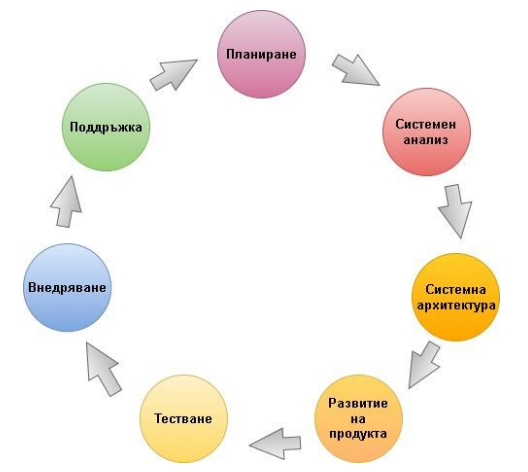 Планиране
Системен
анализ
Системна
архитектура
Развитие
на
продукта
Тестване
Внедряване
Поддръжка